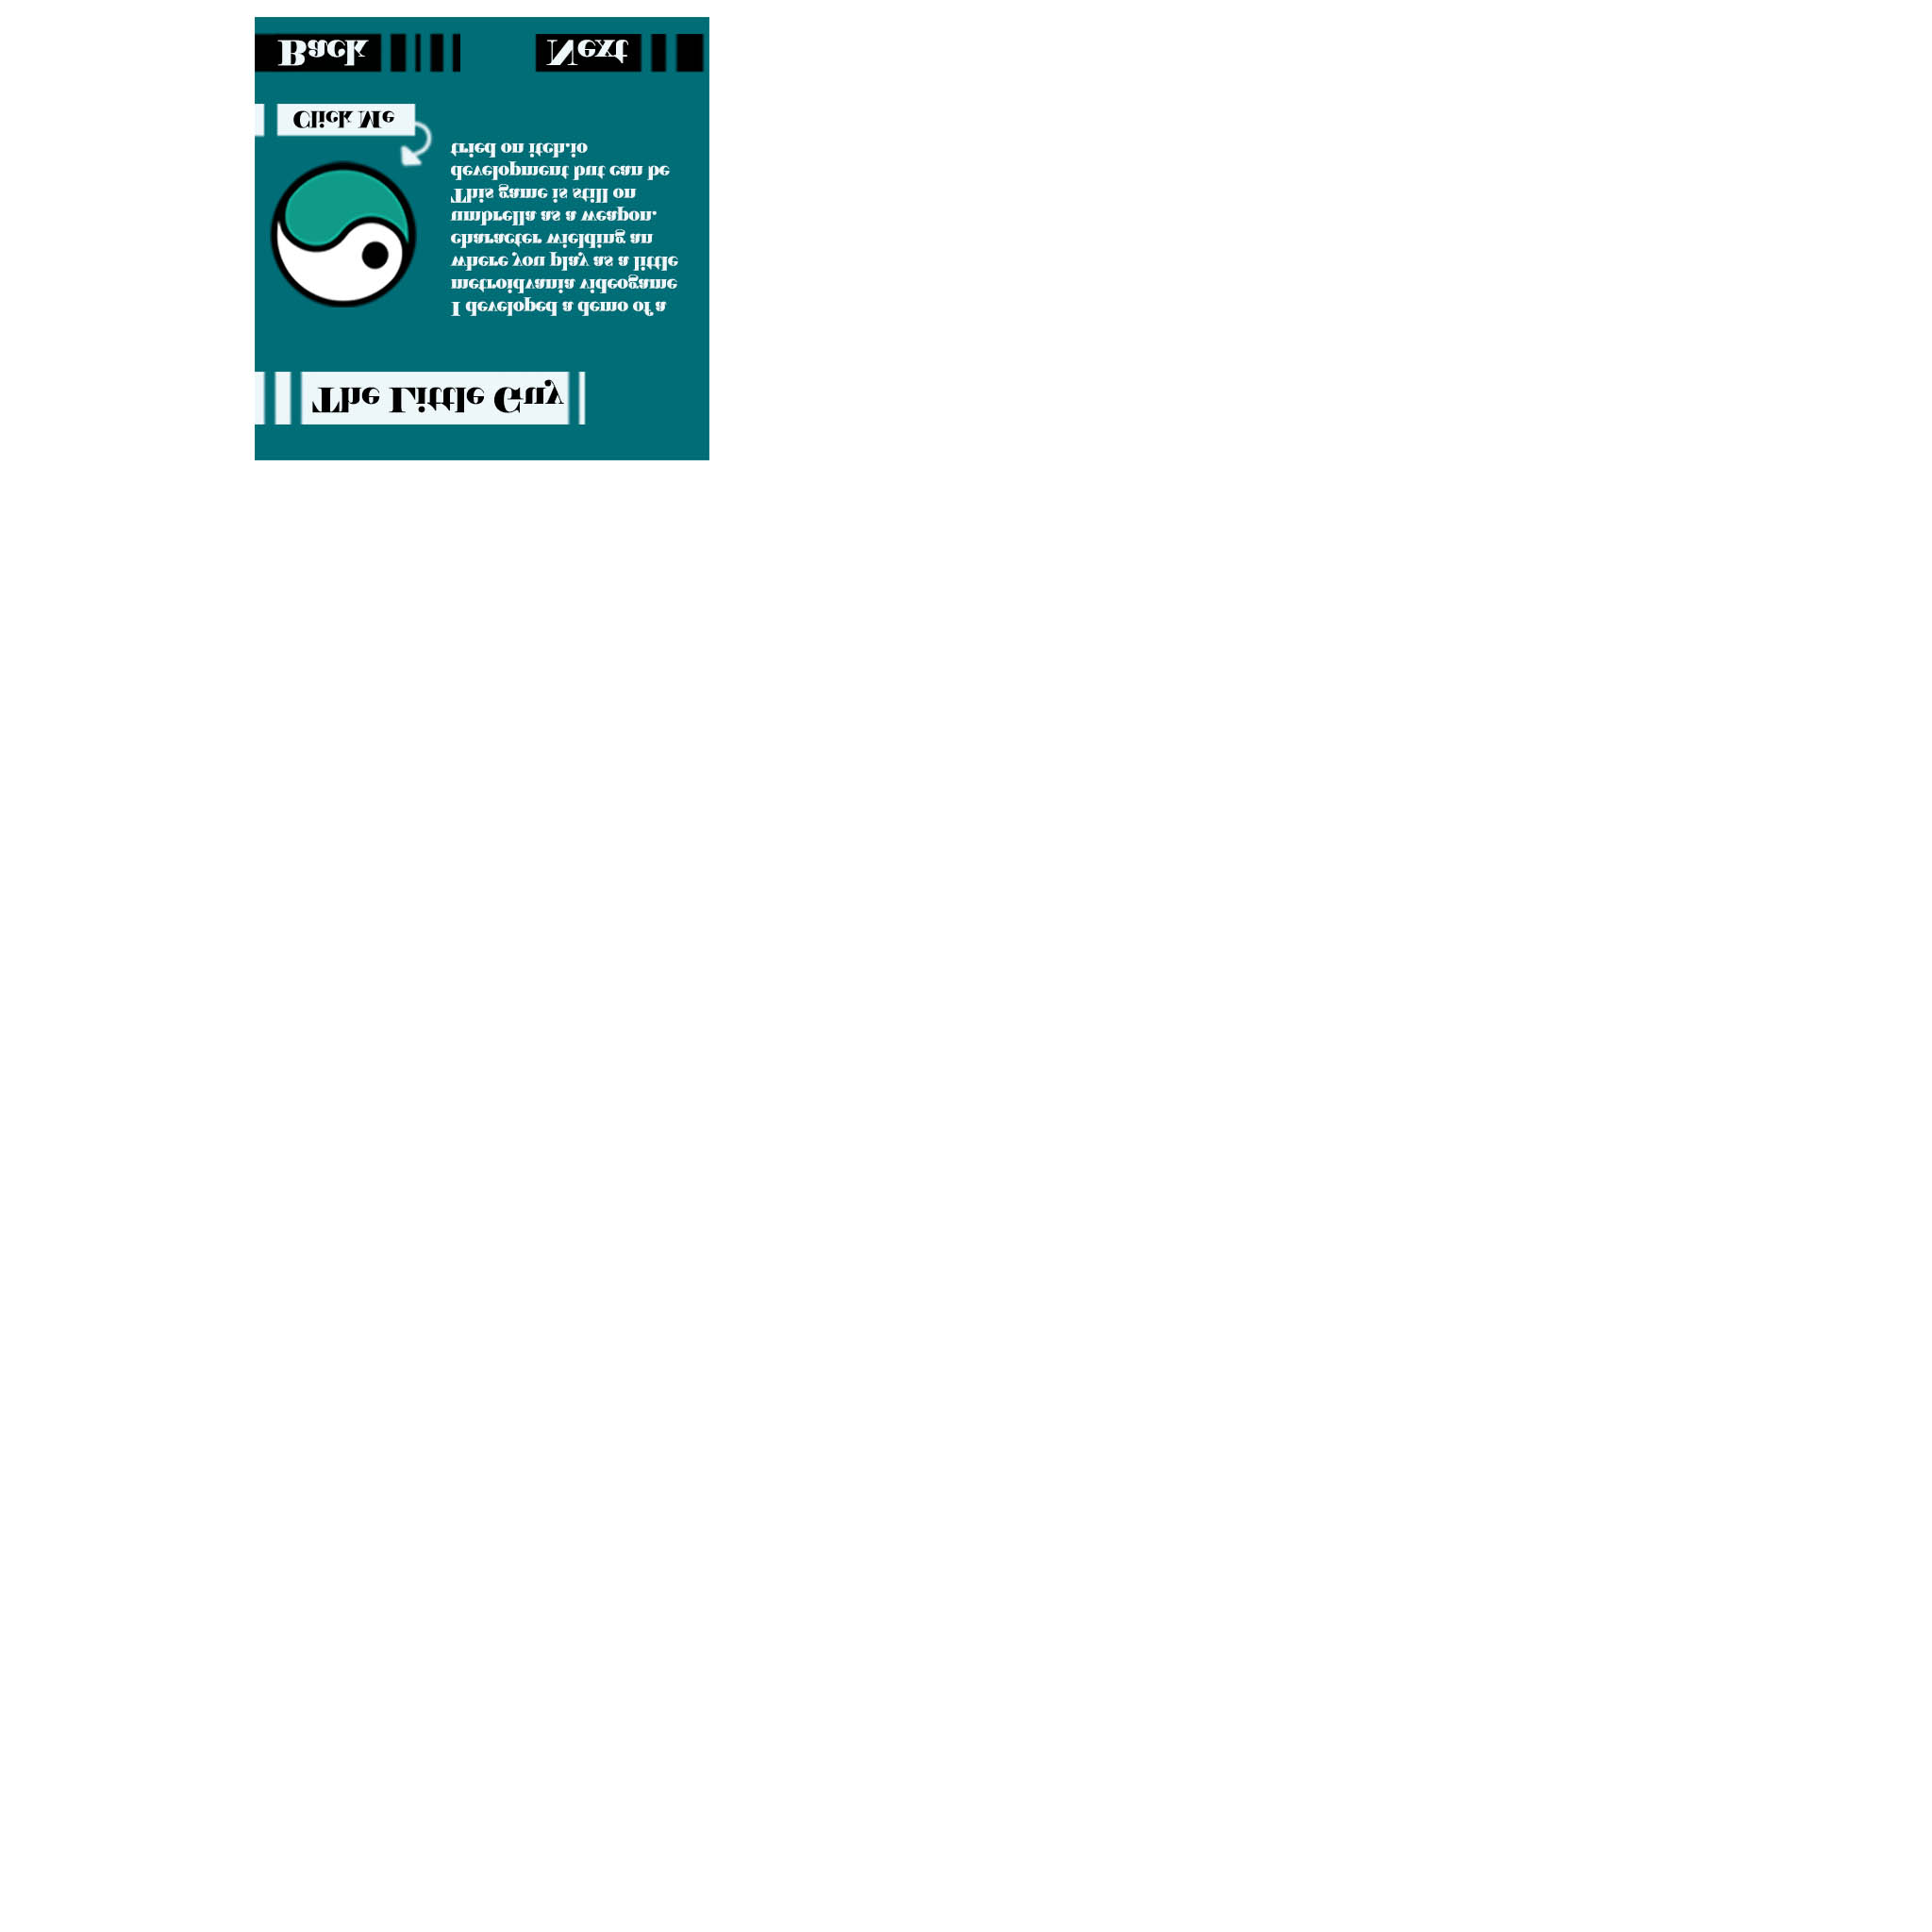 The Little Guy
I developed a demo of a
metroidvania videogame
where you play as a little
character wielding an
umbrella as a weapon.
This game is still on
development but can be
tried on itch.io
Click Me
Back
Next